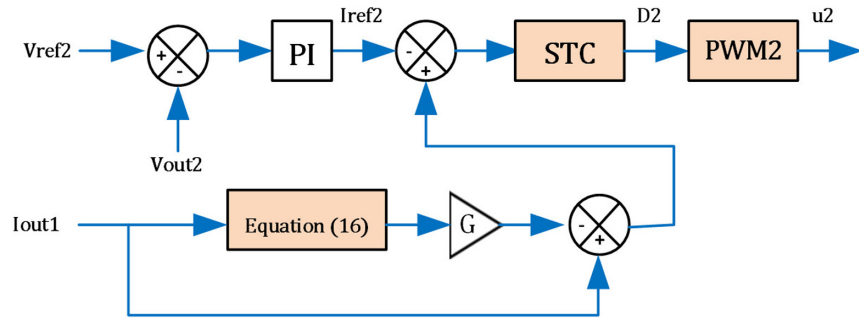 Iref2
D2
u2
Vref2
+
-
PI
-
+
STC
PWM2
Vout2
Iout1
Equation (16)
G
-
+